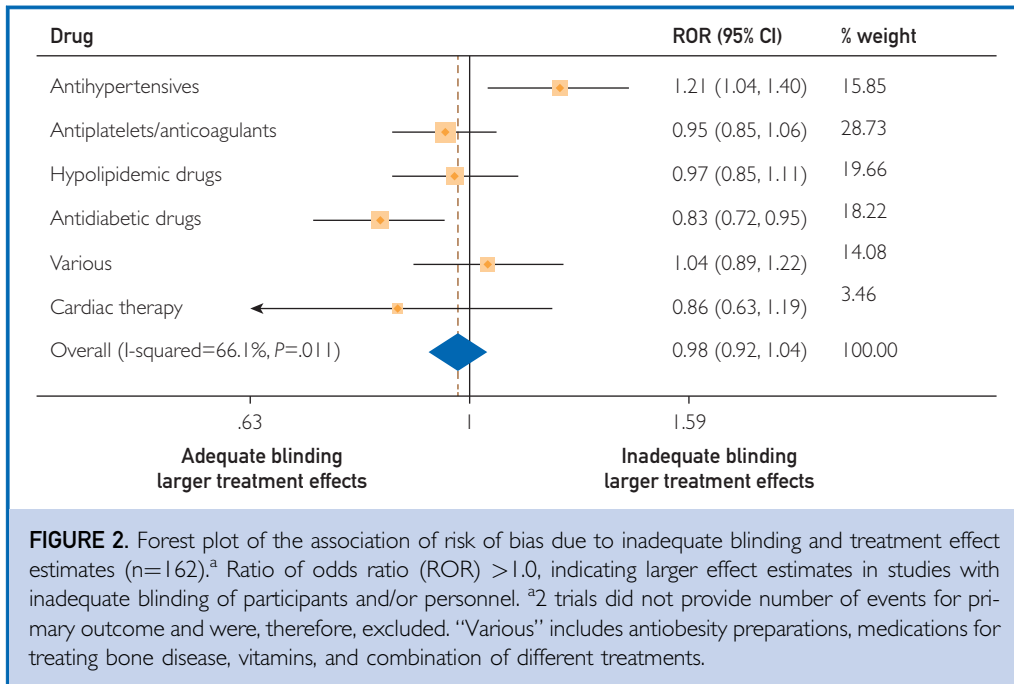 Drug ROR (95% CI) % weight
Antihypertensives 1.21 (1.04, 1.40) 15.85
Antiplatelets/anticoagulants 0.95 (0.85, 1.06) 28.73
Hypolipidemic drugs 0.97 (0.85, 1.11) 19.66
Antidiabetic drugs 0.83 (0.72, 0.95) 18.22
Various 1.04 (0.89, 1.22) 14.08
Cardiac therapy 0.86 (0.63, 1.19) 3.46
Overall (I-squared=66.1%, P=.011) 0.98 (0.92, 1.04) 100.00
.63 1 1.59
Adequate blinding Inadequate blinding
larger treatment effects larger treatment effects
FIGURE 2. Forest plot of the association of risk of bias due to inadequate blinding and treatment effect
estimates (n=162).ᵃ Ratio of odds ratio (ROR) >1.0, indicating larger effect estimates in studies with
inadequate blinding of participants and/or personnel. ᵃ2 trials did not provide number of events for pri-
mary outcome and were, therefore, excluded. “Various” includes antiobesity preparations, medications for
treating bone disease, vitamins, and combination of different treatments.